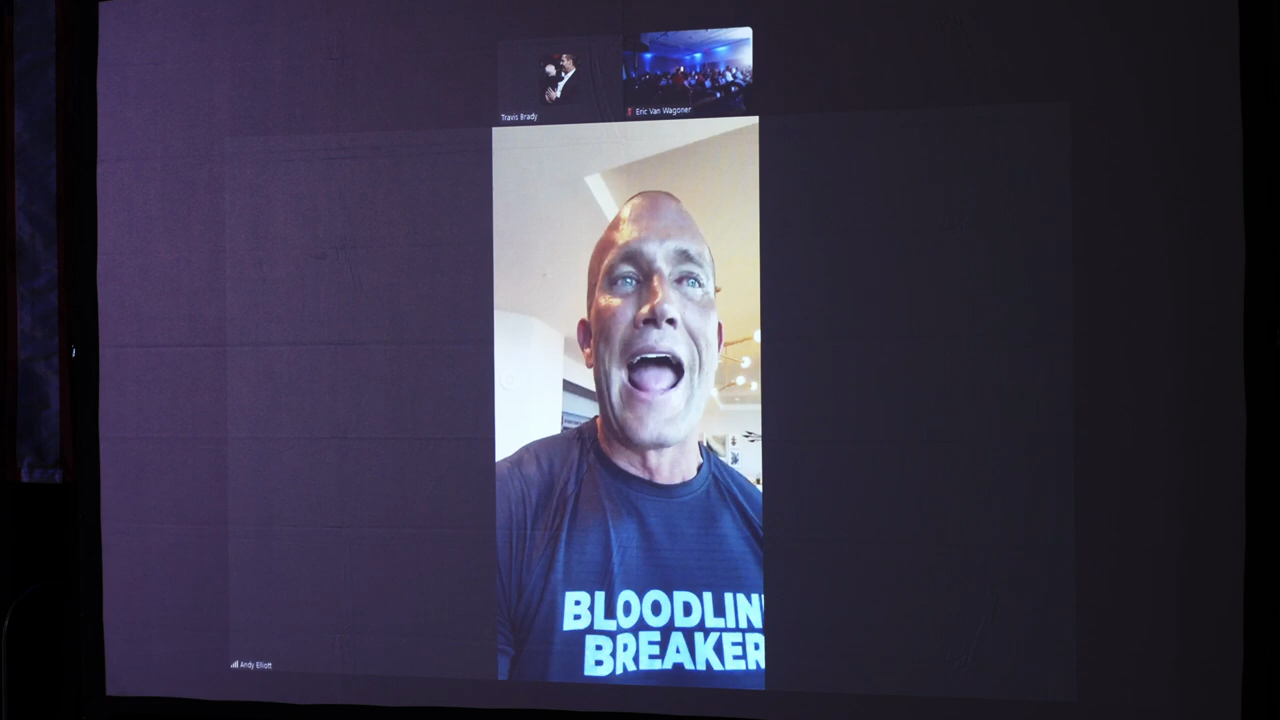 Travis Brady
Eric Van Wagoner
BLOODLIN
BREAKER
Andy Elliott